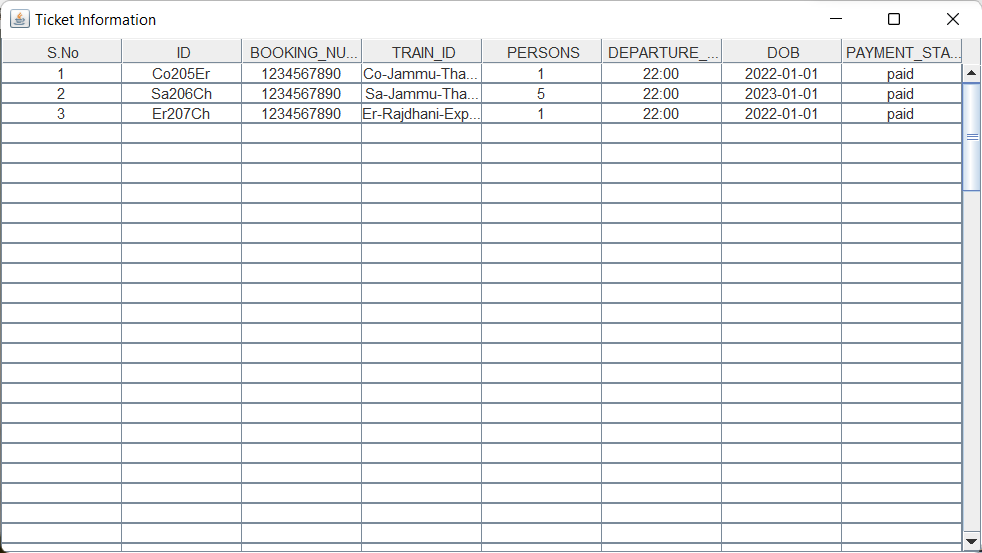 Ticket Information
S.No ID BOOKING_NU... TRAIN_ID PERSONS DEPARTURE_... DOB PAYMENT_STA...
1 Co205Er 1234567890 Co-Jammu-Tha... 1 22:00 2022-01-01 paid
2 Sa206Ch 1234567890 Sa-Jammu-Tha... 5 22:00 2023-01-01 paid
3 Er207Ch 1234567890 Er-Rajdhani-Exp... 1 22:00 2022-01-01 paid